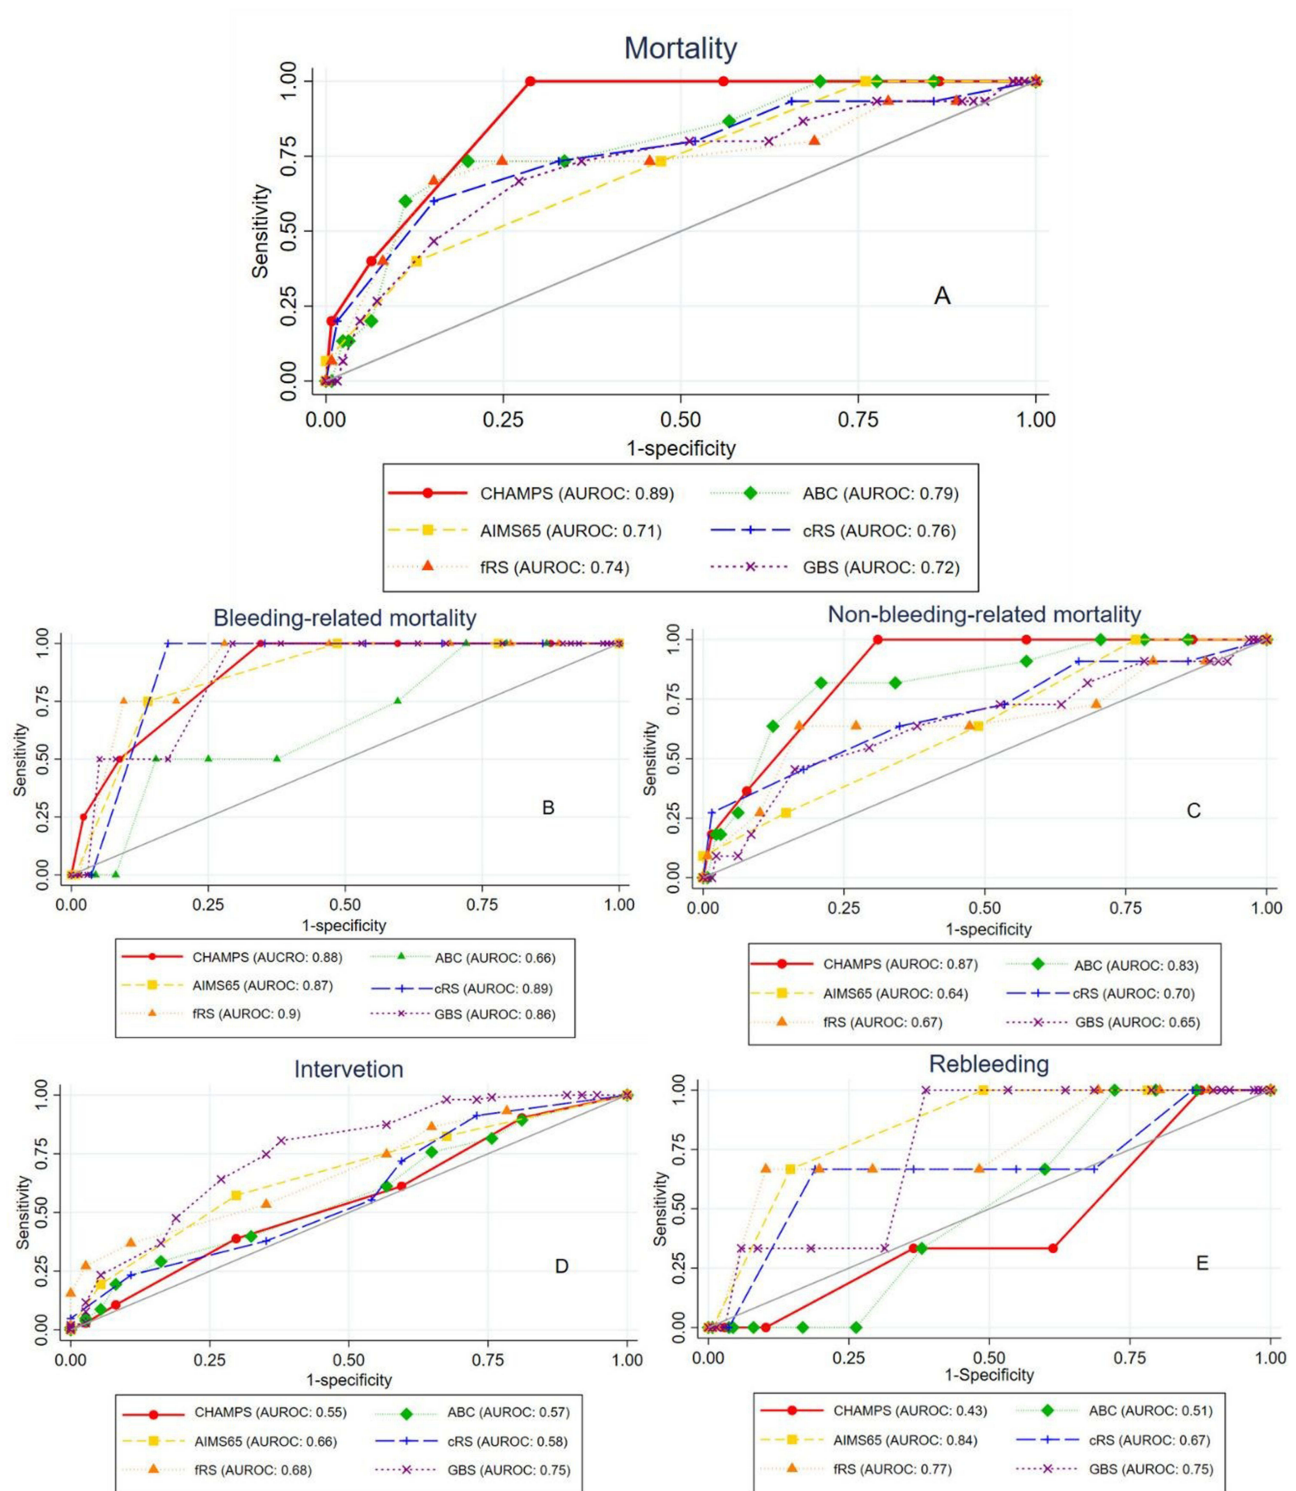 Mortality
1.00
0.75
0.50
0.25
0.00
Sensitivity
A
0.00 0.25 0.50 0.75 1.00
1-specificity
CHAMPS (AUROC: 0.89) ABC (AUROC: 0.79)
AIMS65 (AUROC: 0.71) cRS (AUROC: 0.76)
fRS (AUROC: 0.74) GBS (AUROC: 0.72)
Bleeding-related mortality
1.00
0.75
0.50
0.25
0.00
Sensitivity
B
0.00 0.25 0.50 0.75 1.00
1-specificity
CHAMPS (AUCRO: 0.88) ABC (AUROC: 0.66)
AIMS65 (AUROC: 0.87) cRS (AUROC: 0.89)
fRS (AUROC: 0.9) GBS (AUROC: 0.86)
Non-bleeding-related mortality
1.00
0.75
0.50
0.25
0.00
Sensitivity
C
0.00 0.25 0.50 0.75 1.00
1-specificity
CHAMPS (AUROC: 0.87) ABC (AUROC: 0.83)
AIMS65 (AUROC: 0.64) cRS (AUROC: 0.70)
fRS (AUROC: 0.67) GBS (AUROC: 0.65)
Intervetion
1.00
0.75
0.50
0.25
0.00
Sensitivity
D
0.00 0.25 0.50 0.75 1.00
1-specificity
CHAMPS (AUROC: 0.55) ABC (AUROC: 0.57)
AIMS65 (AUROC: 0.66) cRS (AUROC: 0.58)
fRS (AUROC: 0.68) GBS (AUROC: 0.75)
Rebleeding
1.00
0.75
0.50
0.25
0.00
Sensitivity
E
0.00 0.25 0.50 0.75 1.00
1-Specificity
CHAMPS (AUROC: 0.43) ABC (AUROC: 0.51)
AIMS65 (AUROC: 0.84) cRS (AUROC: 0.67)
fRS (AUROC: 0.77) GBS (AUROC: 0.75)